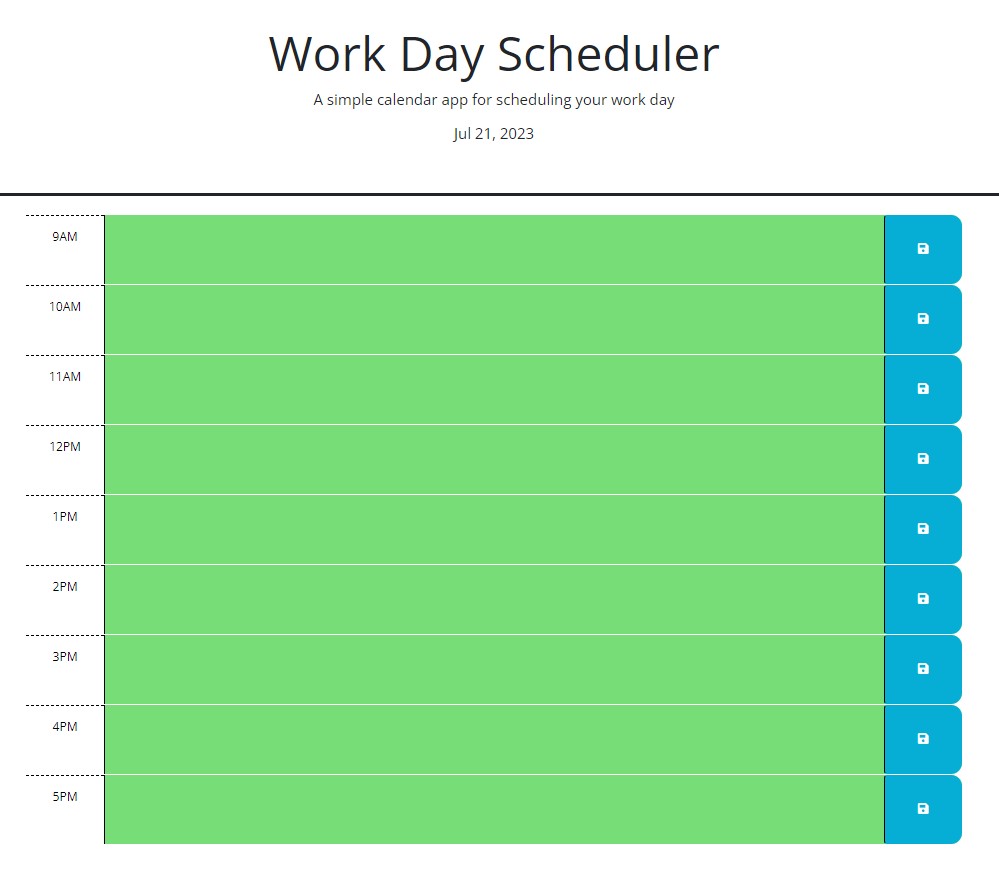 Work Day Scheduler
A simple calendar app for scheduling your work day
Jul 21, 2023
9AM
10AM
11AM
12PM
1PM
2PM
3PM
4PM
5PM